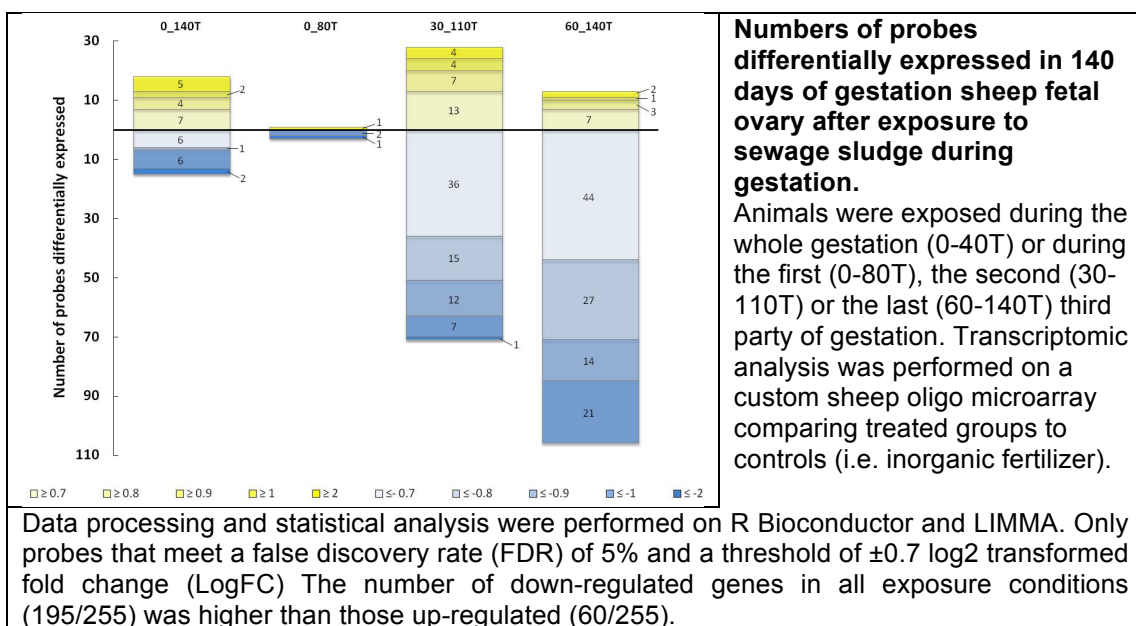 0_140T 0_80T 30_110T 60_140T
Number of probes differentially expressed
30
10
10
30
50
70
90
110
5
2
4
7
6
1
6
2
1
2
1
4
4
7
13
36
15
12
7
1
2
1
3
7
44
27
14
21
≥ 0.7 ≥ 0.8 ≥ 0.9 ≥ 1 ≥ 2 ≤- 0.7 ≤ -0.8 ≤ -0.9 ≤ -1 ≤ -2
Numbers of probes
differentially expressed in 140
days of gestation sheep fetal
ovary after exposure to
sewage sludge during
gestation.
Animals were exposed during the
whole gestation (0-40T) or during
the first (0-80T), the second (30-
110T) or the last (60-140T) third
party of gestation. Transcriptomic
analysis was performed on a
custom sheep oligo microarray
comparing treated groups to
controls (i.e. inorganic fertilizer).
Data processing and statistical analysis were performed on R Bioconductor and LIMMA. Only
probes that meet a false discovery rate (FDR) of 5% and a threshold of ±0.7 log2 transformed
fold change (LogFC) The number of down-regulated genes in all exposure conditions
(195/255) was higher than those up-regulated (60/255).